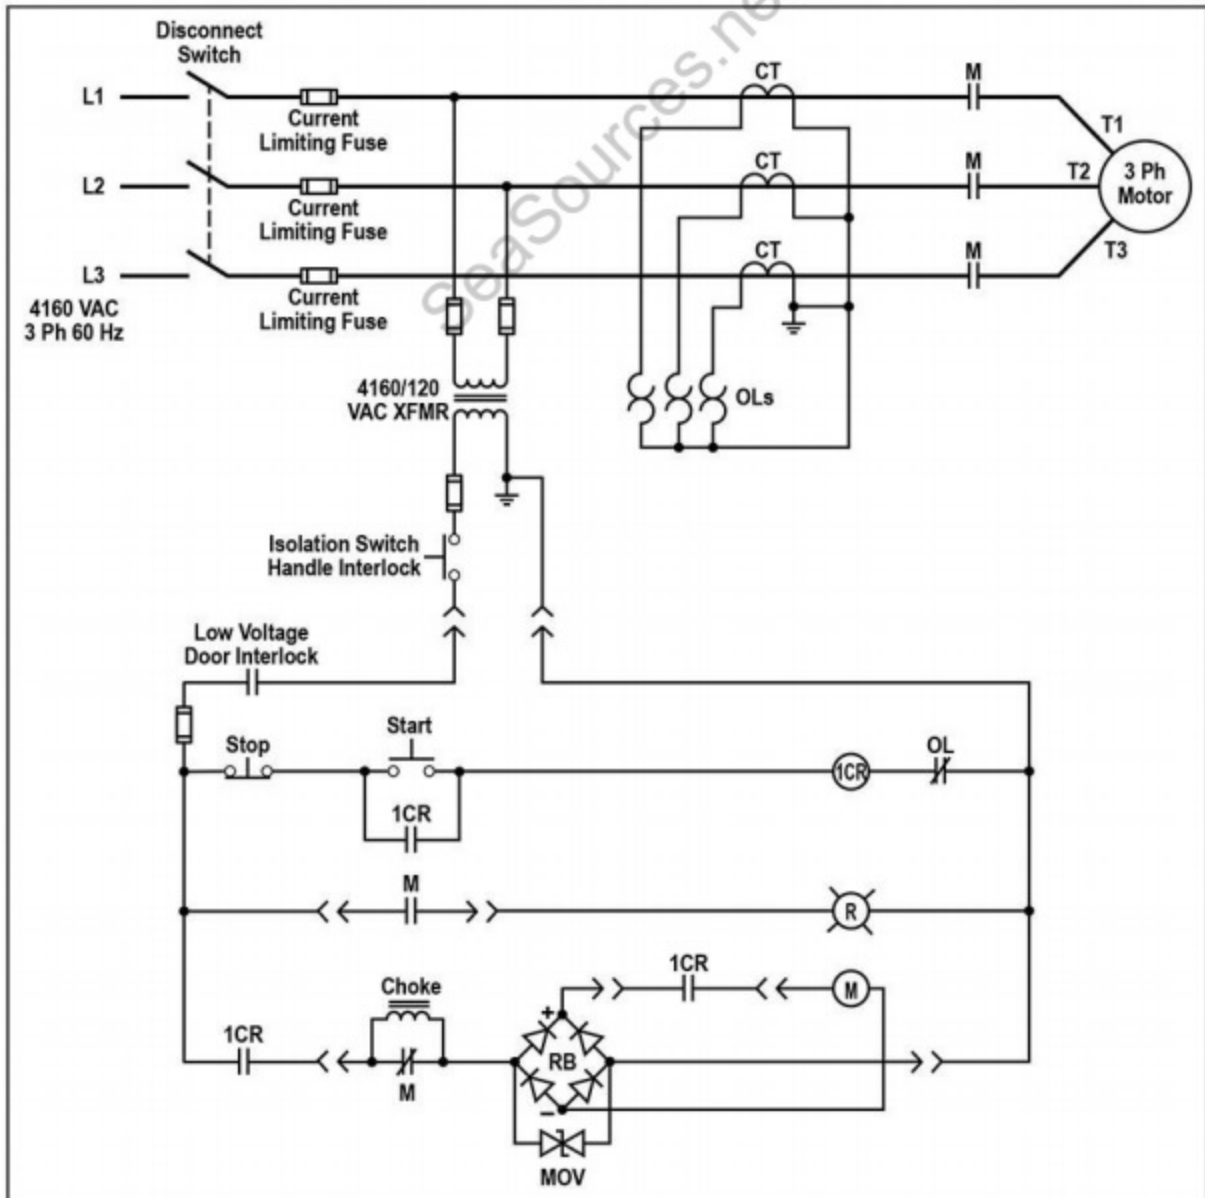 SeaSources.ne
Disconnect
Switch
L1
Current
Limiting Fuse
CT
M
T1
L2
Current
Limiting Fuse
CT
M
T2
3 Ph
Motor
L3
4160 VAC
3 Ph 60 Hz
Current
Limiting Fuse
CT
M
T3
4160/120
VAC XFMR
OLs
Isolation Switch
Handle Interlock
Low Voltage
Door Interlock
Stop
Start
1CR
OL
1CR
M
R
1CR
Choke
M
1CR
+
RB
M
–
MOV